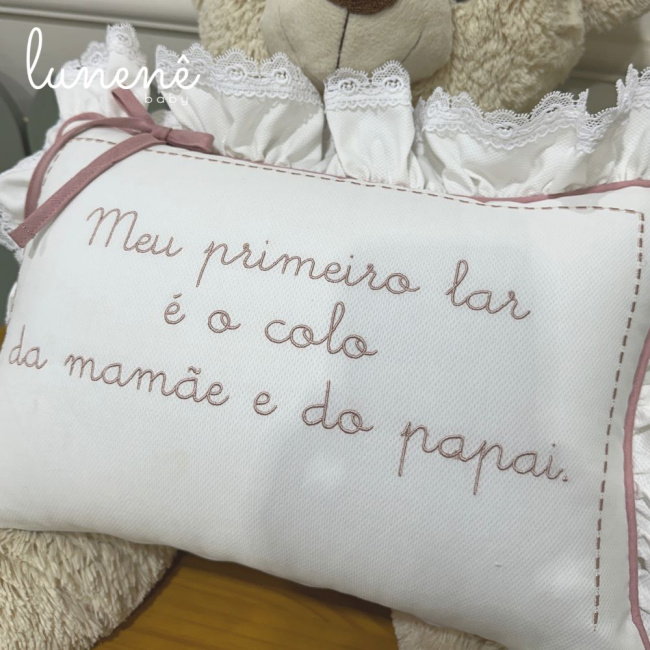 lunenê
baby
Meu primeiro lar
é o colo
da mamãe e do papai.